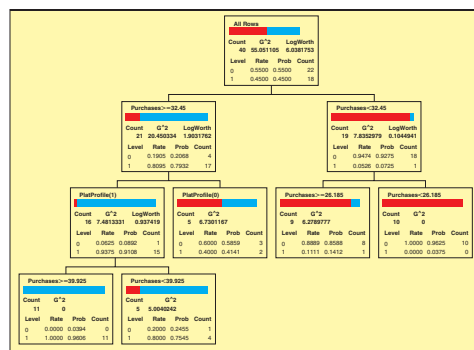 All Rows
Count G^2 LogWorth
40 55.051105 6.0381753
Level Rate Prob Count
0 0.5500 0.5500 22
1 0.4500 0.4500 18
Purchases>=32.45
Count G^2 LogWorth
21 20.450334 1.9031762
Level Rate Prob Count
0 0.1905 0.2068 4
1 0.8095 0.7932 17
Purchases<32.45
Count G^2 LogWorth
19 7.8352979 0.1044941
Level Rate Prob Count
0 0.9474 0.9275 18
1 0.0526 0.0725 1
PlatProfile(1)
Count G^2 LogWorth
16 7.4813331 0.937419
Level Rate Prob Count
0 0.0625 0.0892 1
1 0.9375 0.9108 15
PlatProfile(0)
Count G^2
5 6.7301167
Level Rate Prob Count
0 0.6000 0.5859 3
1 0.4000 0.4141 2
Purchases>=26.185
Count G^2
9 6.2789777
Level Rate Prob Count
0 0.8889 0.8588 8
1 0.1111 0.1412 1
Purchases<26.185
Count G^2
10 0
Level Rate Prob Count
0 1.0000 0.9625 10
1 0.0000 0.0375 0
Purchases>=39.925
Count G^2
11 0
Level Rate Prob Count
0 0.0000 0.0394 0
1 1.0000 0.9606 11
Purchases<39.925
Count G^2
5 5.0040242
Level Rate Prob Count
0 0.2000 0.2455 1
1 0.8000 0.7545 4